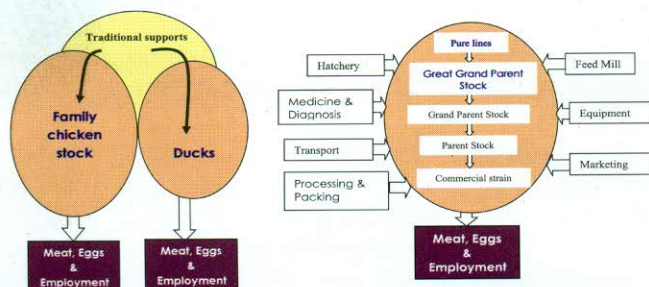 Traditional supports
Family
chicken
stock
Ducks
Meat, Eggs
&
Employment
Meat, Eggs
&
Employment
Pure lines
Great Grand Parent
Stock
Grand Parent Stock
Parent Stock
Commercial strain
Hatchery
Medicine &
Diagnosis
Transport
Processing &
Packing
Feed Mill
Equipment
Marketing
Meat, Eggs
&
Employment